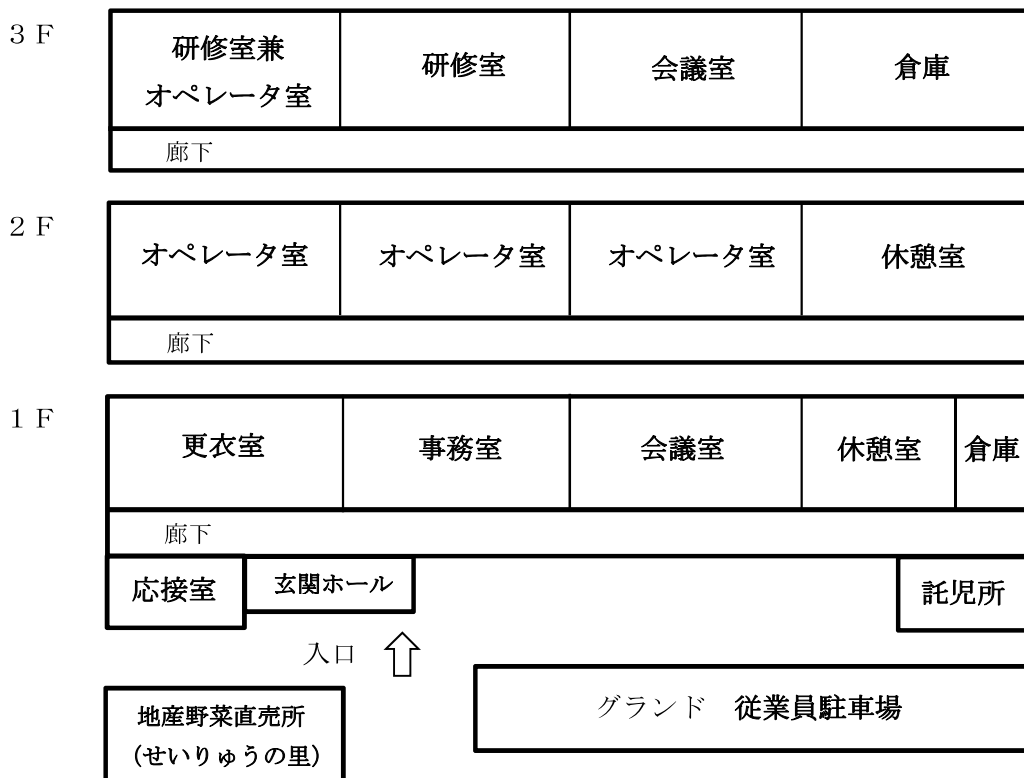 ３Ｆ
研修室兼
オペレータ室
研修室
会議室
倉庫
廊下
２Ｆ
オペレータ室
オペレータ室
オペレータ室
休憩室
廊下
１Ｆ
更衣室
事務室
会議室
休憩室
倉庫
廊下
応接室
玄関ホール
託児所
入口
地産野菜直売所
（せいりゅうの里）
グランド　従業員駐車場